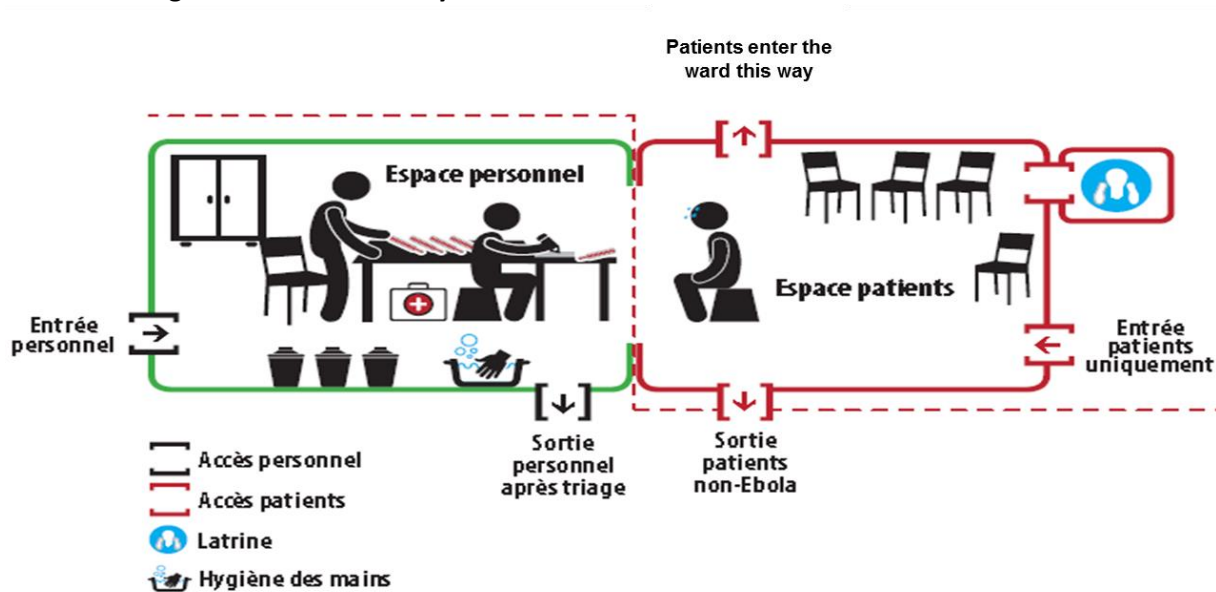 Patients enter the
ward this way
Espace personnel
Espace patients
Entrée
personnel
Entrée
patients
uniquement
Sortie
personnel
après triage
Sortie
patients
non-Ebola
Accès personnel
Accès patients
Latrine
Hygiène des mains